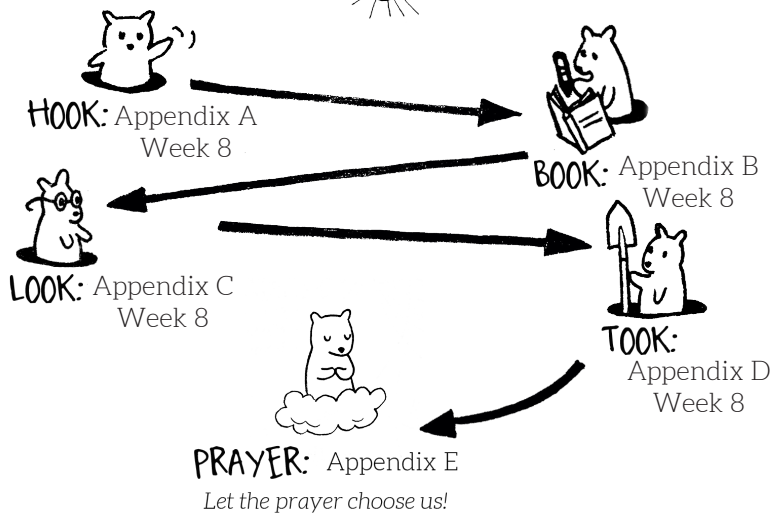 HOOK: Appendix A
Week 8
BOOK: Appendix B
Week 8
LOOK: Appendix C
Week 8
TOOK:
Appendix D
Week 8
PRAYER: Appendix E
Let the prayer choose us!